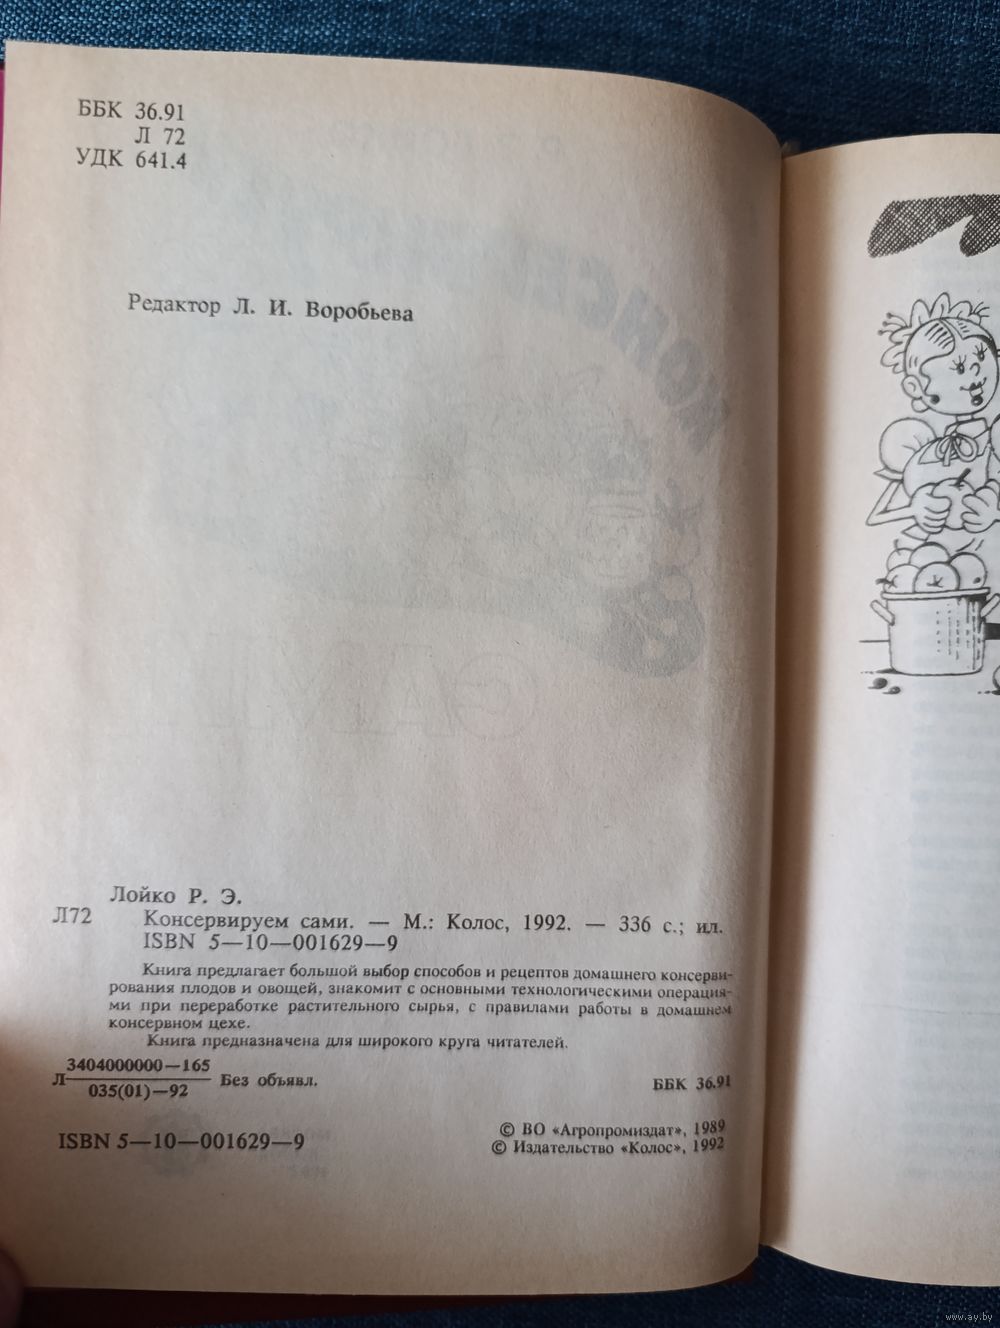 ББК 36.91
Л 72
УДК 641.4
Редактор Л. И. Воробьева
Лойко Р. Э.
Л72 Консервируем сами. — М.: Колос, 1992. — 336 с.; ил.
ISBN 5—10—001629—9
Книга предлагает большой выбор способов и рецептов домашнего консерви-
рования плодов и овощей, знакомит с основными технологическими операция-
ми при переработке растительного сырья, с правилами работы в домашнем
консервном цехе.
Книга предназначена для широкого круга читателей.
3404000000—165
Л
035(01)—92
Без объявл.
ББК 36.91
ISBN 5—10—001629—9
© ВО «Агропромиздат», 1989
© Издательство «Колос», 1992
www.ay.by